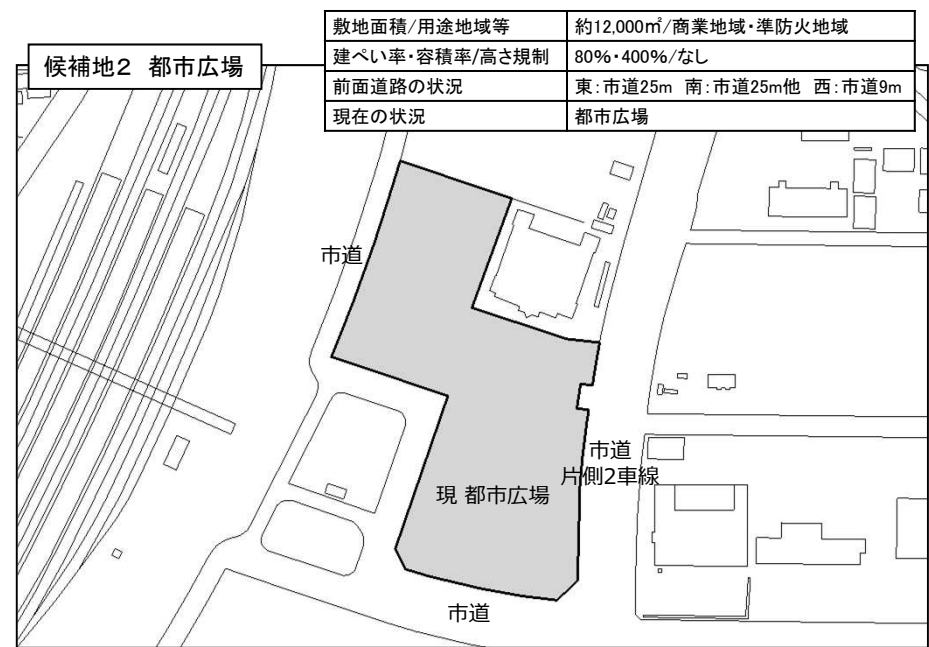 候補地2 都市広場
敷地面積/用途地域等 約12,000㎡/商業地域・準防火地域
建ぺい率・容積率/高さ規制 80%・400%/なし
前面道路の状況 東:市道25m 南:市道25m他 西:市道9m
現在の状況 都市広場
市道
市道
片側2車線
現 都市広場
市道